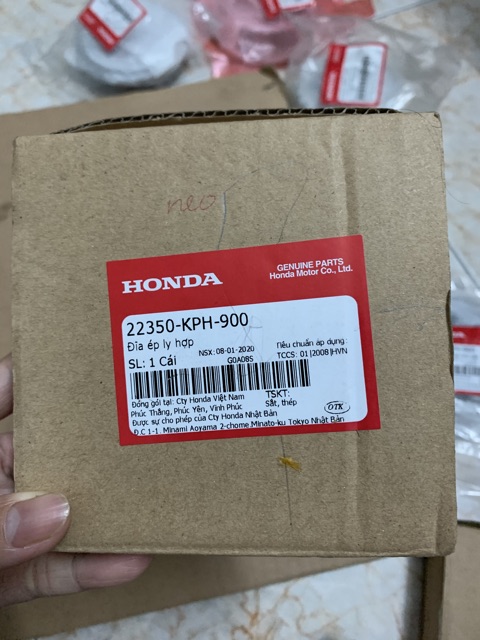 neo
HONDA
GENUINE PARTS
Honda Motor Co., Ltd.
22350-KPH-900
Đĩa ép ly hợp
SL: 1 Cái
NSX: 08-01-2020
G0A08S
Tiêu chuẩn áp dụng:
TCCS: 01|2008|HVN
Đóng gói tại: Cty Honda Việt Nam
Phúc Thắng, Phúc Yên, Vĩnh Phúc
Được sự cho phép của Cty Honda Nhật Bản
Đ.C 1-1, Minami Aoyama 2-chome,Minato-ku Tokyo Nhật Bản
TSKT:
Sắt, thép
OTK